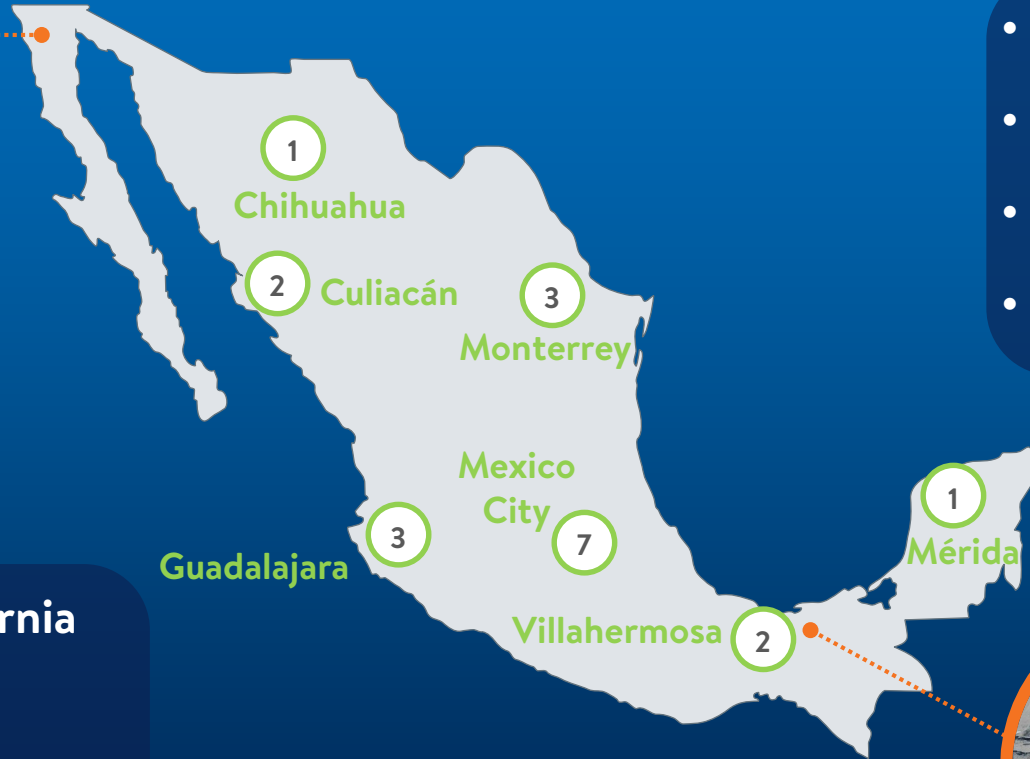 1
Chihuahua
2
Culiacán
3
Monterrey
Mexico
City
7
3
Guadalajara
1
Mérida
Villahermosa
2
rnia